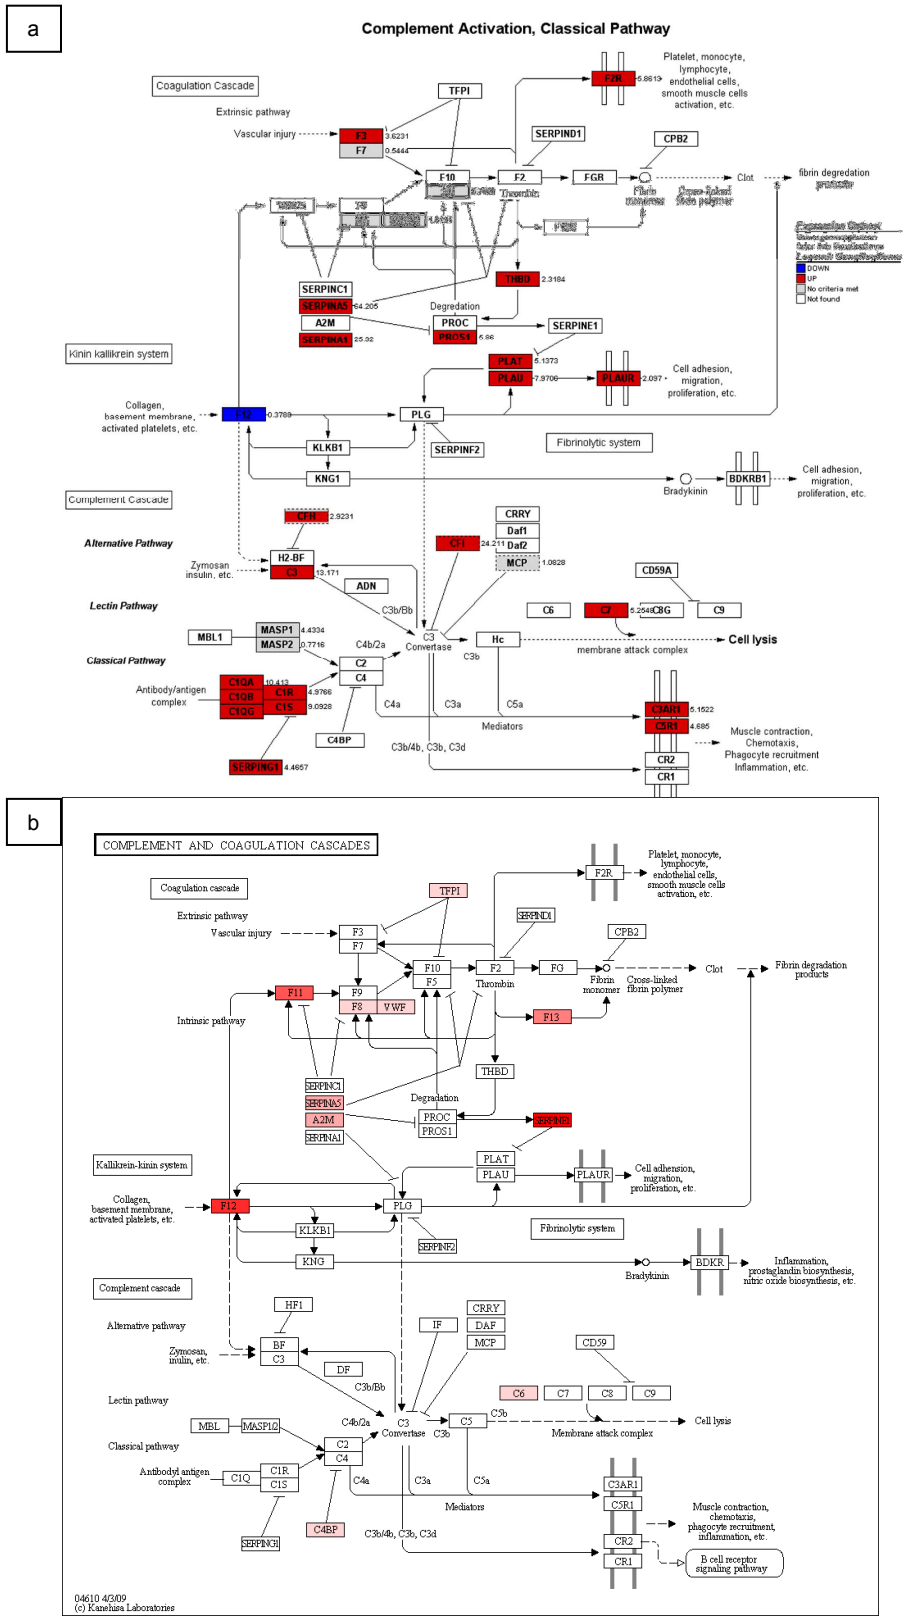 a
Complement Activation, Classical Pathway
Coagulation Cascade
TFPI
F2R
5.8613
Platelet, monocyte,
lymphocyte,
endothelial cells,
smooth muscle cells
activation, etc.
Extrinsic pathway
Vascular injury
F3
3.6231
F7
0.5444
SERPIND1
CPB2
F10
F2
FGB
Thrombin
Fibrin
monomer
Cross-linked
fibrin polymer
Clot
fibrin degradation
products
DOWN
UP
No criteria met
Not found
THBD
2.3184
SERPINC1
SERPINA5
64.205
A2M
SERPINA1
25.92
Degradation
PROC
PROS1
5.86
SERPINE1
Kinin kallikrein system
PLAT
5.1373
PLAU
7.9706
PLAUR
2.097
Cell adhesion,
migration,
proliferation, etc.
Collagen,
basement membrane,
activated platelets, etc.
F12
0.3783
PLG
KLKB1
SERPINF2
Fibrinolytic system
KNG1
Bradykinin
BDKRB1
Cell adhesion,
migration,
proliferation, etc.
Complement Cascade
Alternative Pathway
CFH
2.9231
CRRY
Daf1
Daf2
MCP
1.0828
CFI
24.211
Zymosan
insulin, etc.
H2-BF
C3
13.171
ADN
CD59A
Lectin Pathway
C3b/Bb
C6
C7
5.2548
C8G
C9
MBL1
MASP1
4.4334
MASP2
0.7716
C4b/2a
C3
Convertase
C3b
Hc
membrane attack complex
Cell lysis
Classical Pathway
C2
C4
Antibody/antigen
complex
C1QA
10.413
C1QB
C1QG
C1R
4.9766
C1S
9.0928
C4a
C3a
C5a
Mediators
C3AR1
5.1522
C5R1
4.685
C4BP
C3b/4b, C3b, C3d
SERPING1
4.4657
CR2
CR1
Muscle contraction,
Chemotaxis,
Phagocyte recruitment
Inflammation, etc.
b
COMPLEMENT AND COAGULATION CASCADES
Coagulation cascade
TFPI
F2R
Platelet, monocyte,
lymphocyte,
endothelial cells,
smooth muscle cells
activation, etc.
Extrinsic pathway
Vascular injury
F3
F7
SERPIND1
CPB2
F10
F5
F2
Thrombin
FG
Fibrin
monomer
Cross-linked
fibrin polymer
Clot
Fibrin degradation
products
F11
F9
F8
VWF
F13
Intrinsic pathway
THBD
SERPINC1
SERPINA5
A2M
SERPINA1
Degradation
PROC
PROS1
SERPINE1
Kallikrein-kinin system
PLAT
PLAU
PLAUR
Cell adhension,
migration,
proliferation, etc.
Collagen,
basement membrane,
activated platelets, etc.
F12
PLG
KLKB1
SERPINF2
Fibrinolytic system
KNG
Bradykinin
BDKR
Inflammation,
prostaglandin biosynthesis,
nitric oxide biosynthesis, etc.
Complement cascade
Alternative pathway
HF1
IF
CRRY
DAF
MCP
Zymosan,
inulin, etc.
BF
C3
DF
CD59
C3b/Bb
Lectin pathway
C6
C7
C8
C9
MBL
MASP1/2
C4b/2a
C3
Convertase
C3b
C5
C5b
Membrane attack complex
Cell lysis
Classical pathway
C2
C4
Antibodyl antigen
complex
C1Q
C1R
C1S
C4a
C3a
C5a
Mediators
C3AR1
C5R1
SERPING1
C4BP
C3b/4b, C3b, C3d
CR2
CR1
Muscle contraction,
chemotaxis,
phagocyte recruitment,
inflammation, etc.
B cell receptor
signaling pathway
04610 4/3/09
(c) Kanehisa Laboratories